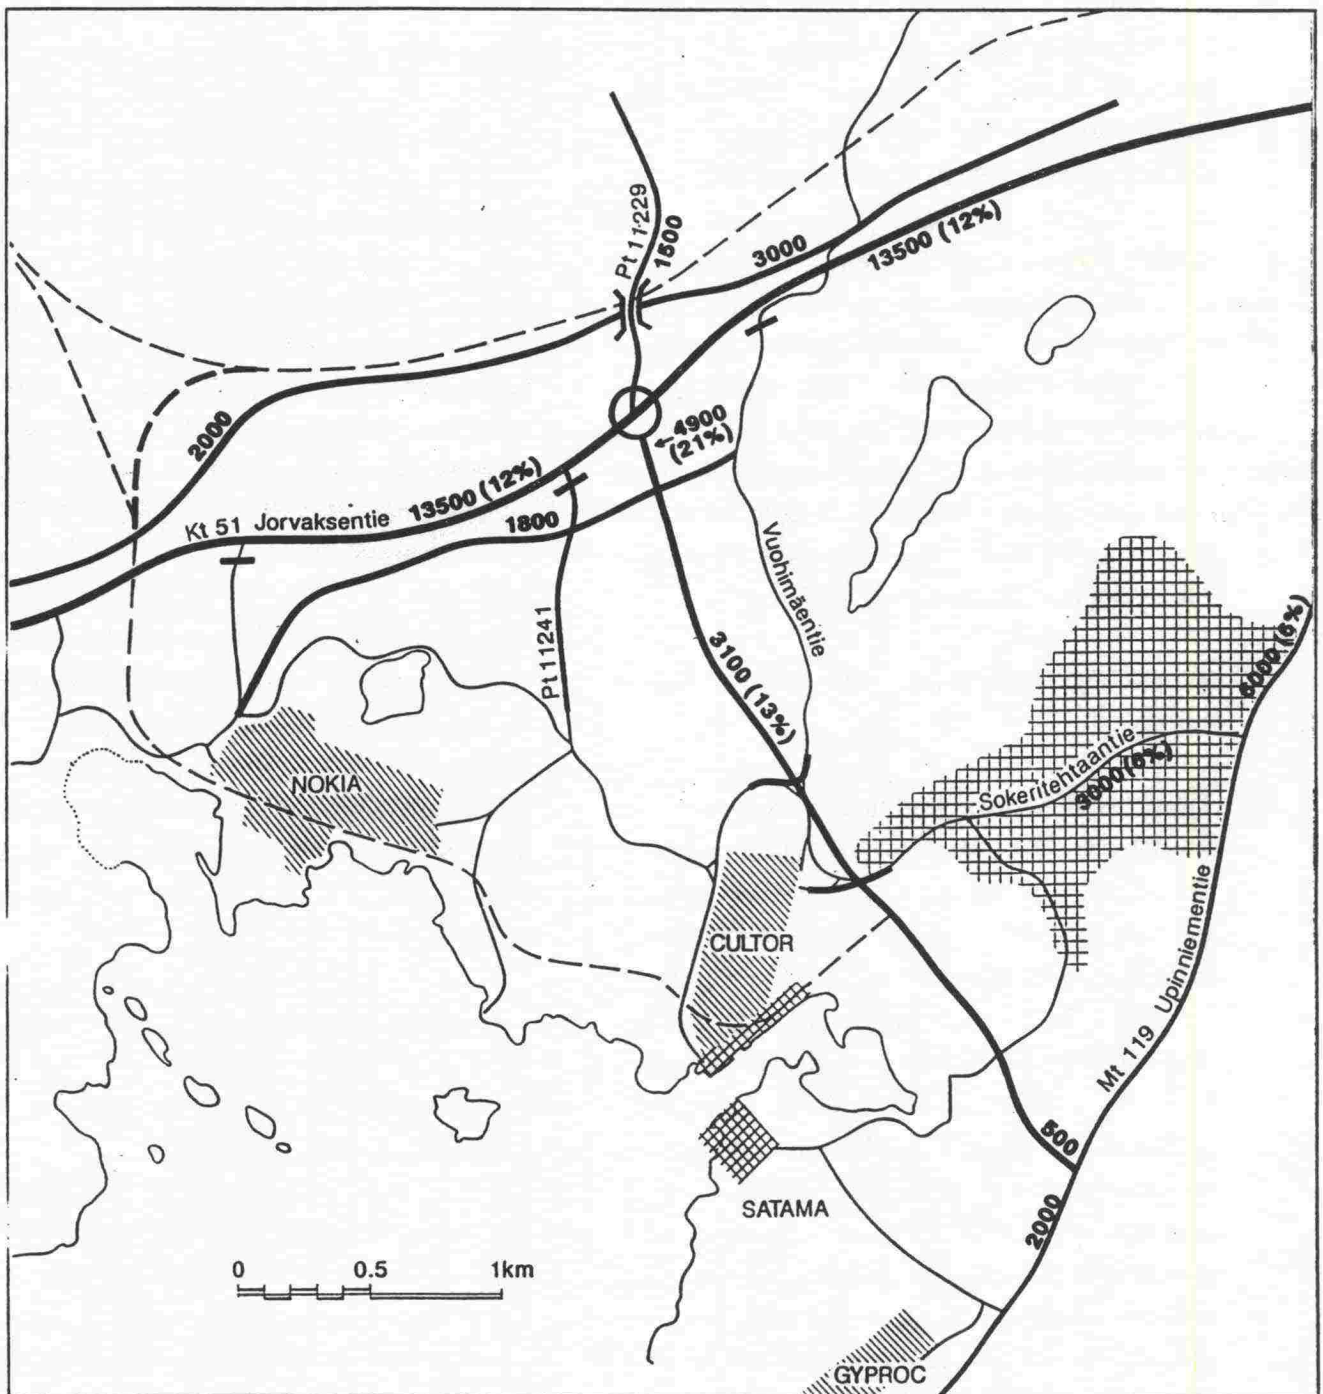 Pt 11229
1500
3000
13500 (12%)
4900
(21%)
2000
13500 (12%)
Kt 51 Jorvaksentie
1800
Vuohimäentie
Pt 11241
3100 (13%)
6000 (6%)
Sokeritehtaantie
3000 (6%)
NOKIA
CULTOR
Mt 119 Upinniementie
500
SATAMA
2000
0 0.5 1km
GYPROC